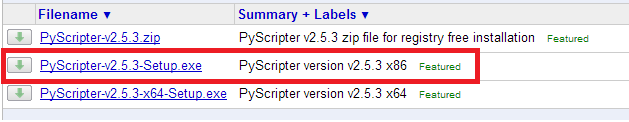 Filename ▼ Summary + Labels ▼
PyScripter-v2.5.3.zip PyScripter v2.5.3 zip file for registry free installation Featured
PyScripter-v2.5.3-Setup.exe PyScripter version v2.5.3 x86 Featured
PyScripter-v2.5.3-x64-Setup.exe PyScripter version v2.5.3 x64 Featured